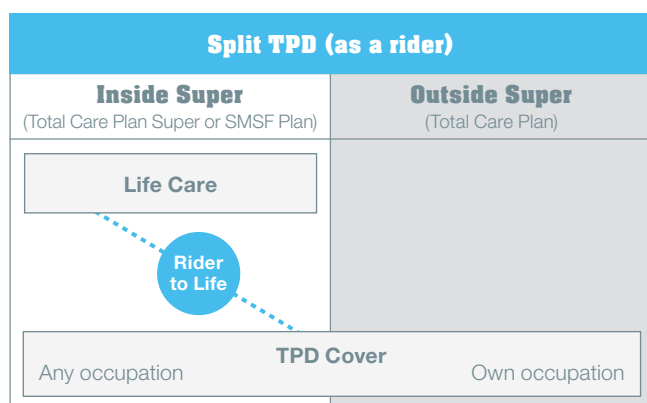 Split TPD (as a rider)
Inside Super
(Total Care Plan Super or SMSF Plan)
Outside Super
(Total Care Plan)
Life Care
Rider
to Life
TPD Cover
Any occupation
Own occupation